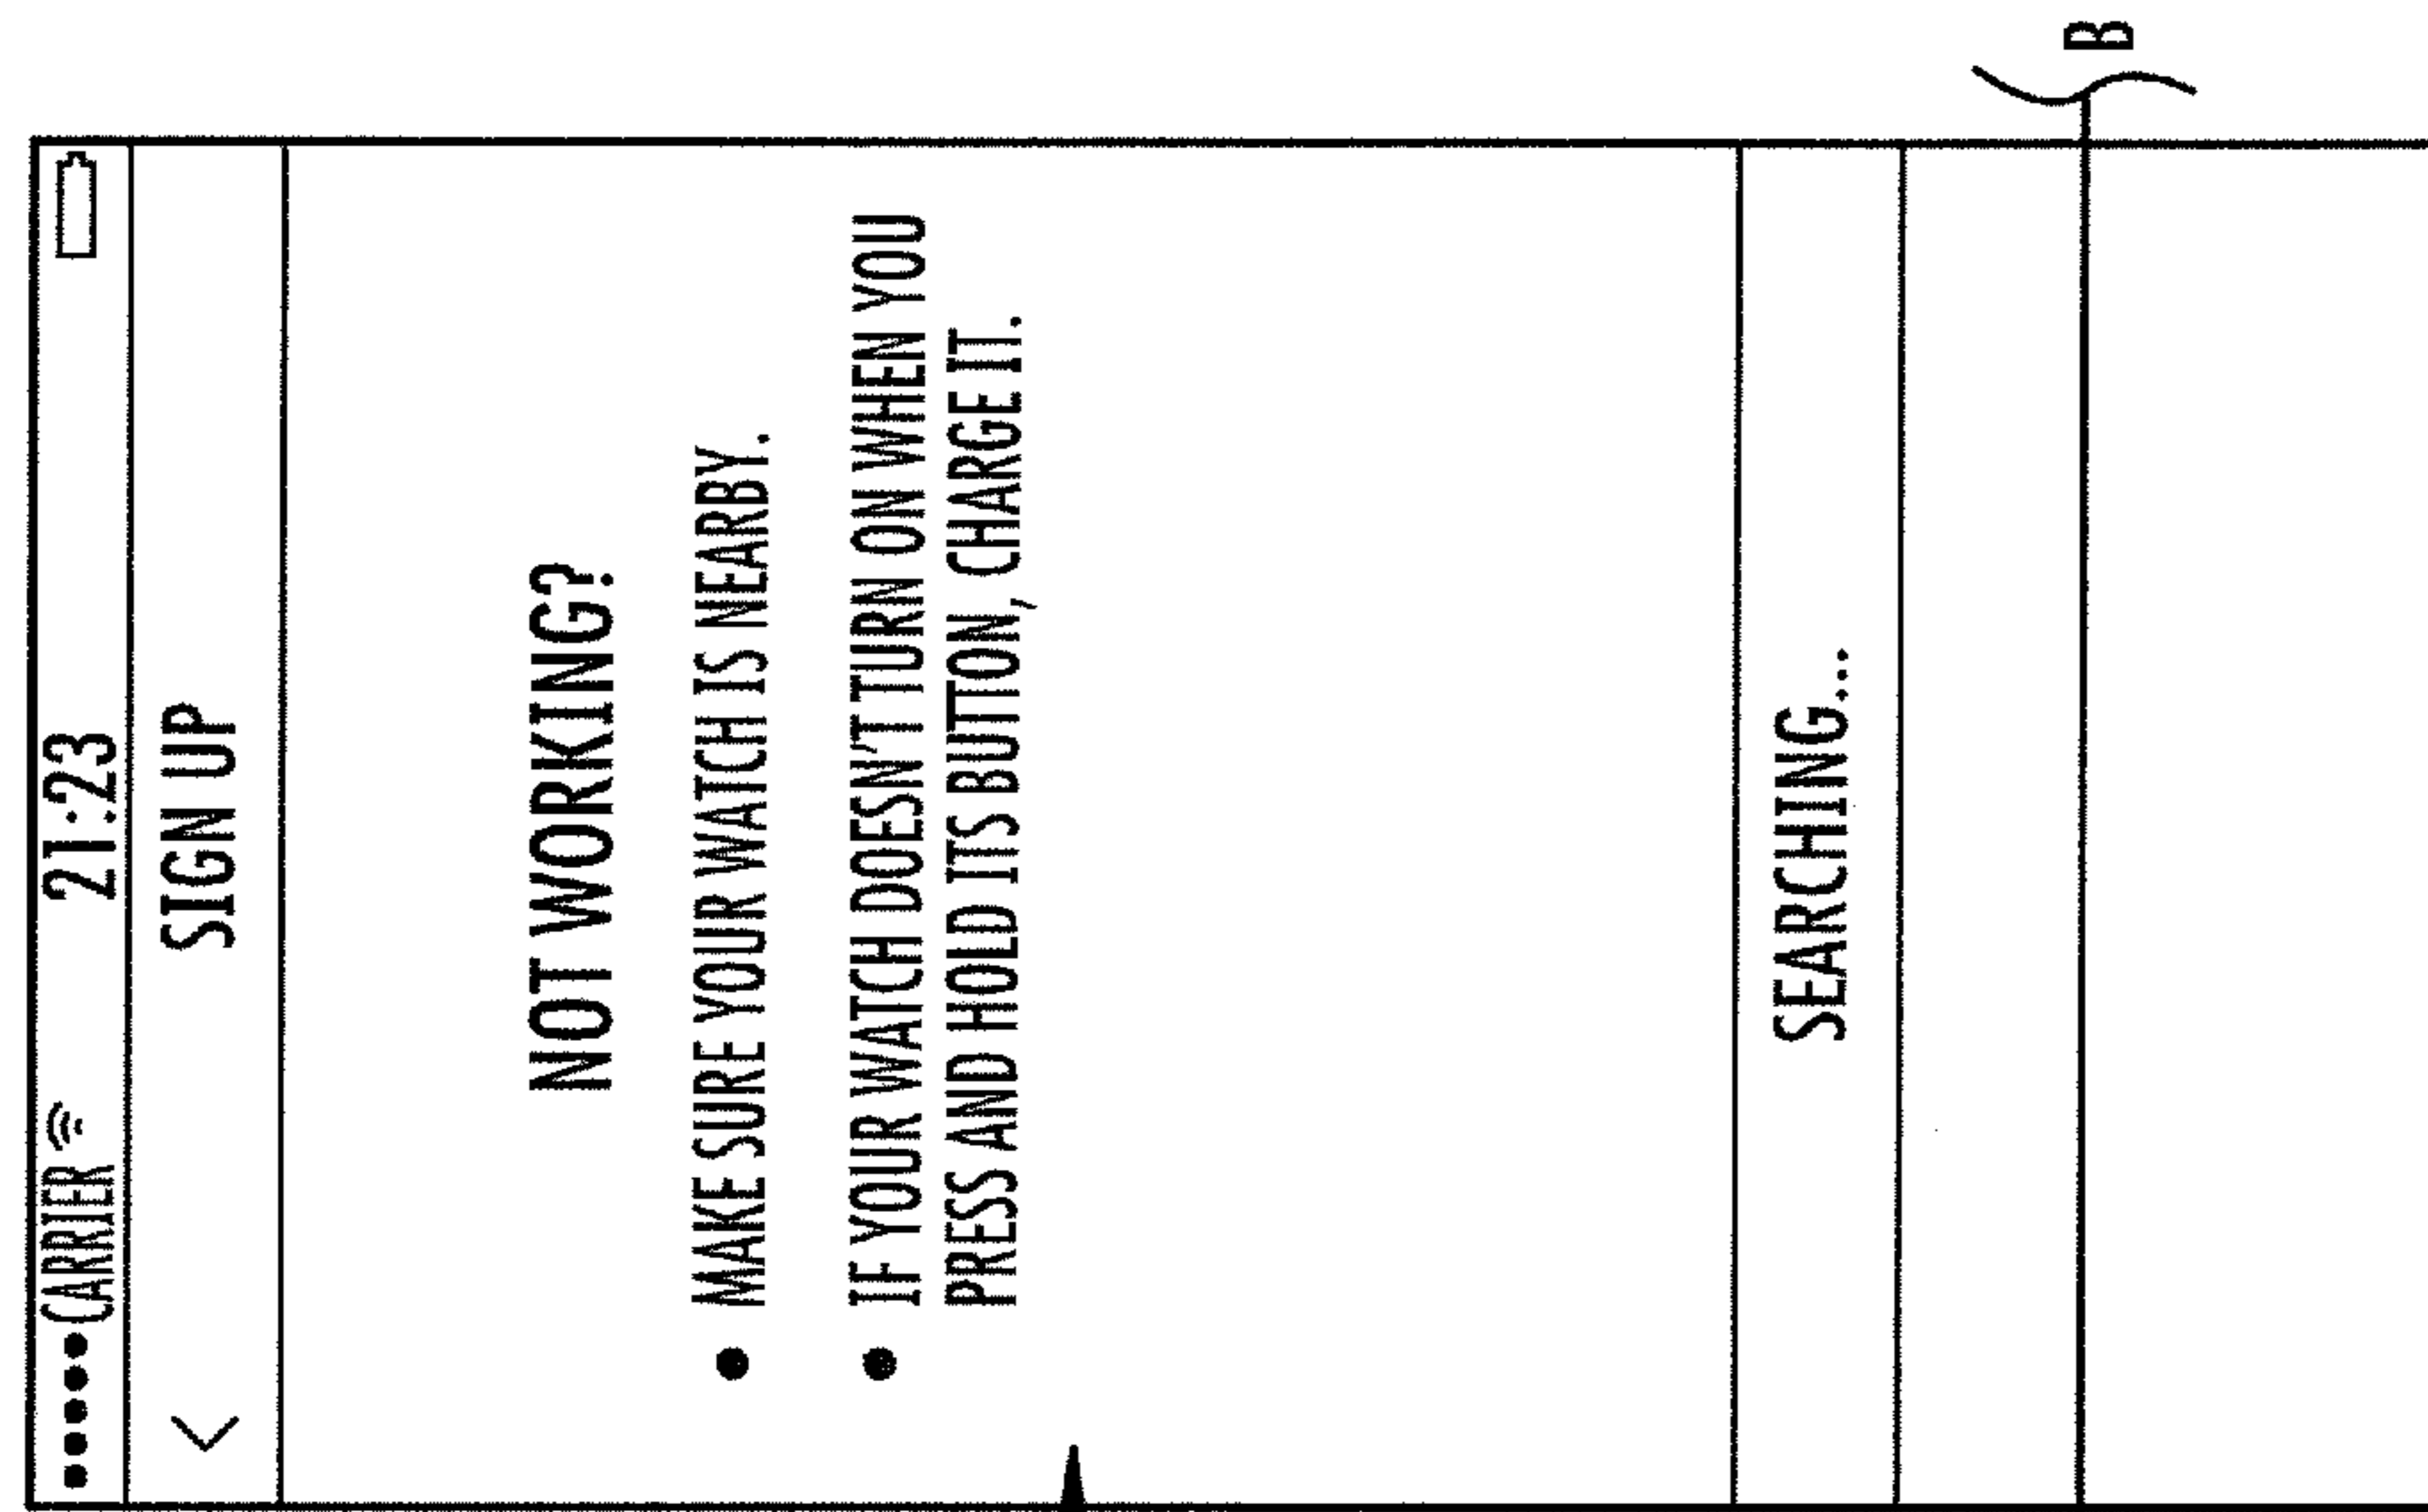 CARRIER 21:23
SIGN UP
NOT WORKING?
● MAKE SURE YOUR WATCH IS NEARBY.
● IF YOUR WATCH DOESN'T TURN ON WHEN YOU
PRESS AND HOLD ITS BUTTON, CHARGE IT.
SEARCHING...
B